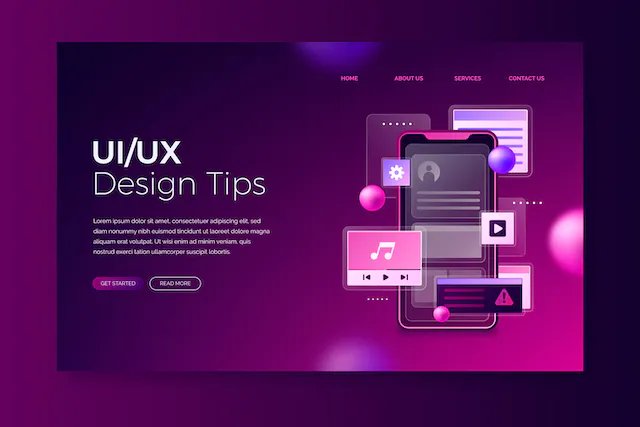 HOME ABOUT US SERVICES CONTACT US
UI/UX
Design Tips
Lorem ipsum dolor sit amet, consectetuer adipiscing elit, sed
diam nonummy nibh euismod tincidunt ut laoreet dolore magna
aliquam erat volutpat. Ut wisi enim ad minim veniam, quis
nostrud exerci tation ullamcorper suscipit lobortis.
GET STARTED READ MORE